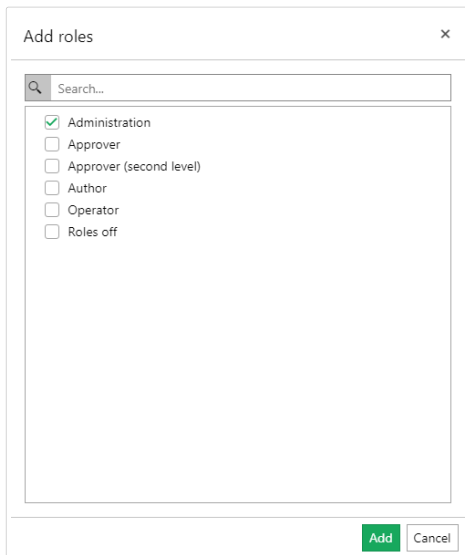 Add roles
Search...
Administration
Approver
Approver (second level)
Author
Operator
Roles off
Add Cancel